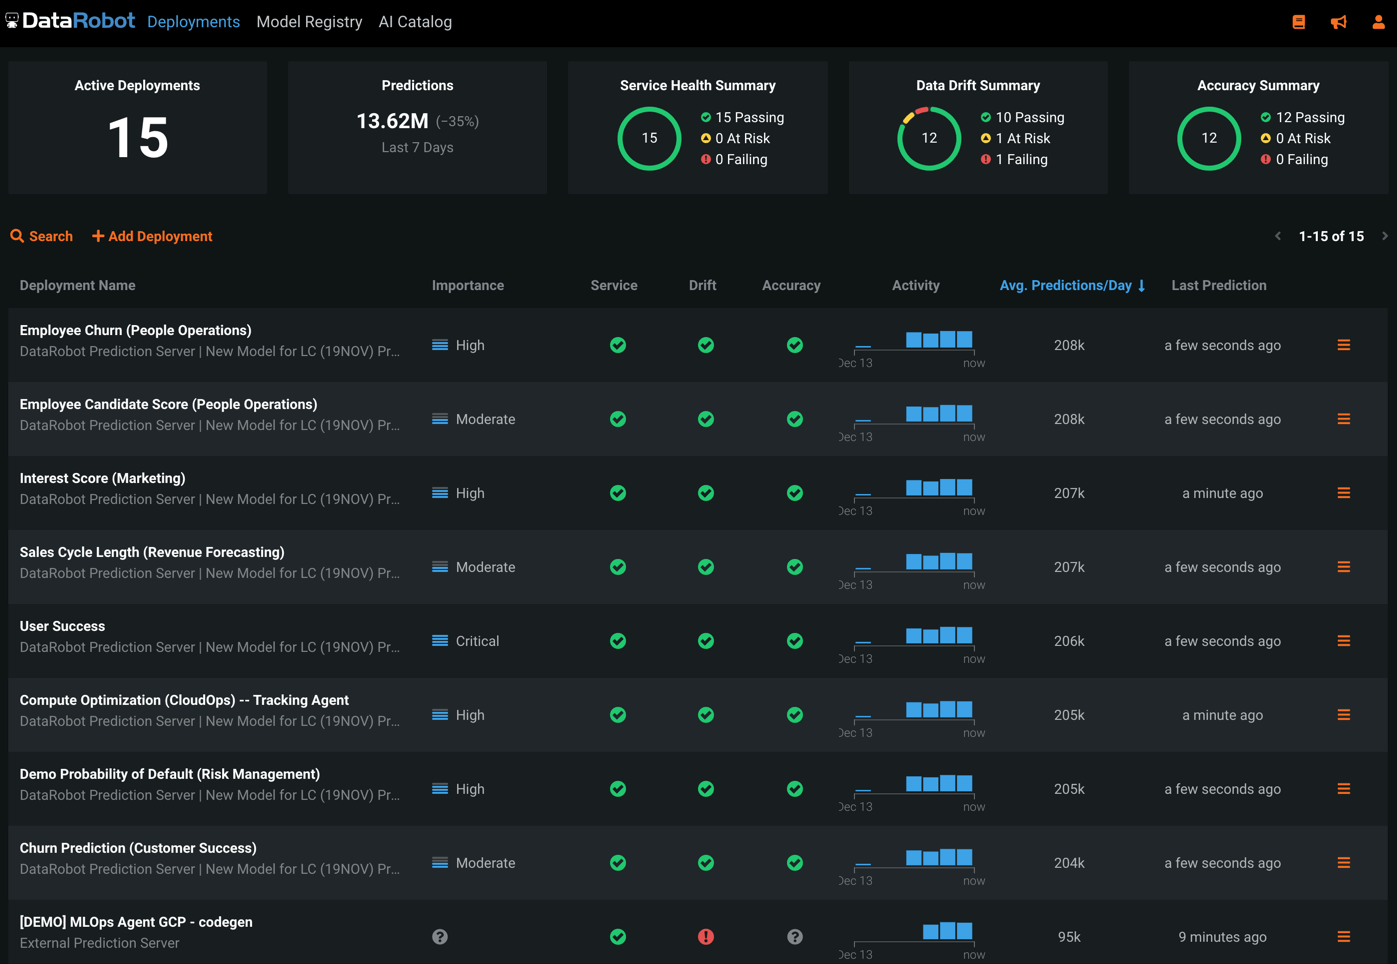 DataRobot Deployments Model Registry AI Catalog
Active Deployments
15
Predictions
13.62M (−35%)
Last 7 Days
Service Health Summary
15
15 Passing
0 At Risk
0 Failing
Data Drift Summary
12
10 Passing
1 At Risk
1 Failing
Accuracy Summary
12
12 Passing
0 At Risk
0 Failing
Search Add Deployment 1-15 of 15
Deployment Name Importance Service Drift Accuracy Activity Avg. Predictions/Day ↓ Last Prediction
Employee Churn (People Operations)
DataRobot Prediction Server | New Model for LC (19NOV) Pr...
High
Dec 13 now
208k
a few seconds ago
Employee Candidate Score (People Operations)
DataRobot Prediction Server | New Model for LC (19NOV) Pr...
Moderate
Dec 13 now
208k
a few seconds ago
Interest Score (Marketing)
DataRobot Prediction Server | New Model for LC (19NOV) Pr...
High
Dec 13 now
207k
a minute ago
Sales Cycle Length (Revenue Forecasting)
DataRobot Prediction Server | New Model for LC (19NOV) Pr...
Moderate
Dec 13 now
207k
a few seconds ago
User Success
DataRobot Prediction Server | New Model for LC (19NOV) Pr...
Critical
Dec 13 now
206k
a few seconds ago
Compute Optimization (CloudOps) -- Tracking Agent
DataRobot Prediction Server | New Model for LC (19NOV) Pr...
High
Dec 13 now
205k
a minute ago
Demo Probability of Default (Risk Management)
DataRobot Prediction Server | New Model for LC (19NOV) Pr...
High
Dec 13 now
205k
a few seconds ago
Churn Prediction (Customer Success)
DataRobot Prediction Server | New Model for LC (19NOV) Pr...
Moderate
Dec 13 now
204k
a few seconds ago
[DEMO] MLOps Agent GCP - codegen
External Prediction Server
Dec 13 now
95k
9 minutes ago